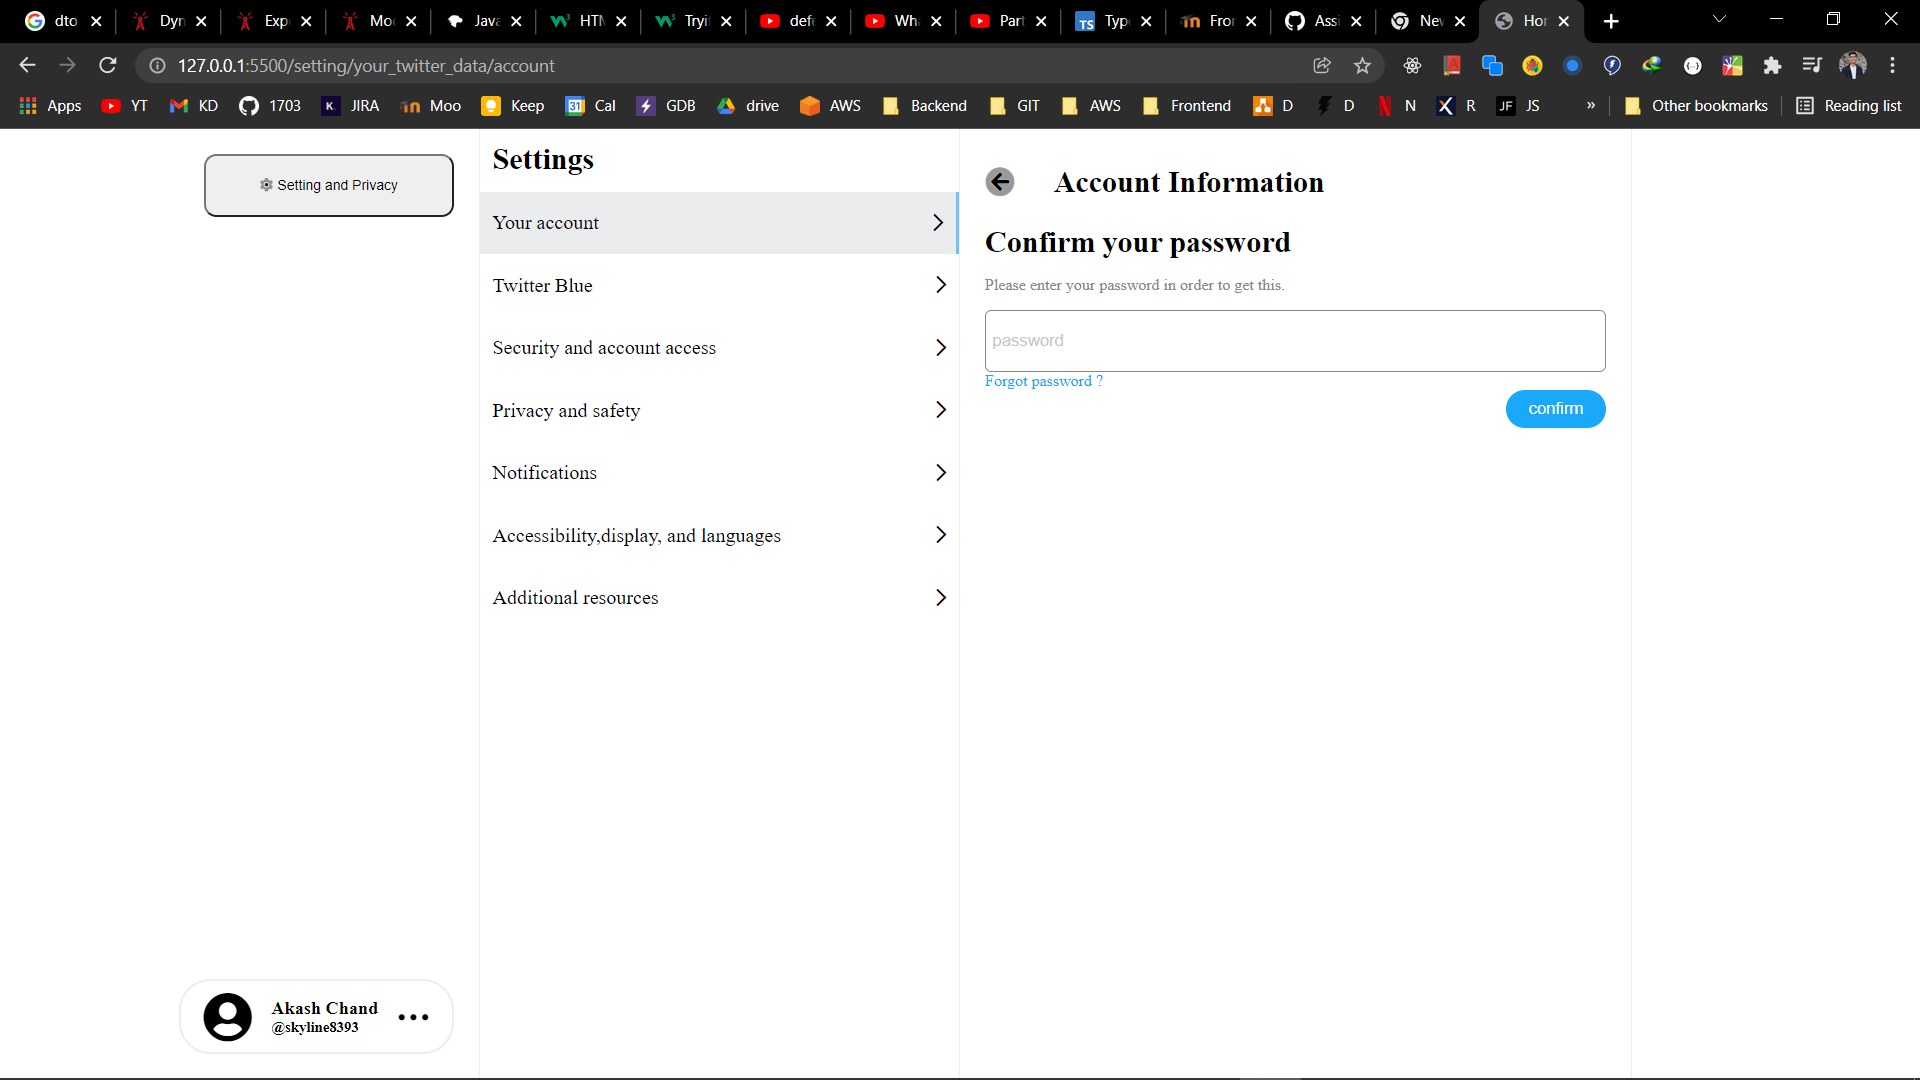 dto
Dyn
Exp
Mo
Java
HTM
Tryi
defe
Wh
Part
Typ
Fro
Assi
Nev
Hor
127.0.0.1:5500/setting/your_twitter_data/account
Apps
YT
KD
1703
JIRA
Moo
Keep
Cal
GDB
drive
AWS
Backend
GIT
AWS
Frontend
D
D
N
R
JS
»
Other bookmarks
Reading list
Setting and Privacy
Settings
Your account
Twitter Blue
Security and account access
Privacy and safety
Notifications
Accessibility,display, and languages
Additional resources
Account Information
Confirm your password
Please enter your password in order to get this.
password
Forgot password ?
confirm
Akash Chand
@skyline8393